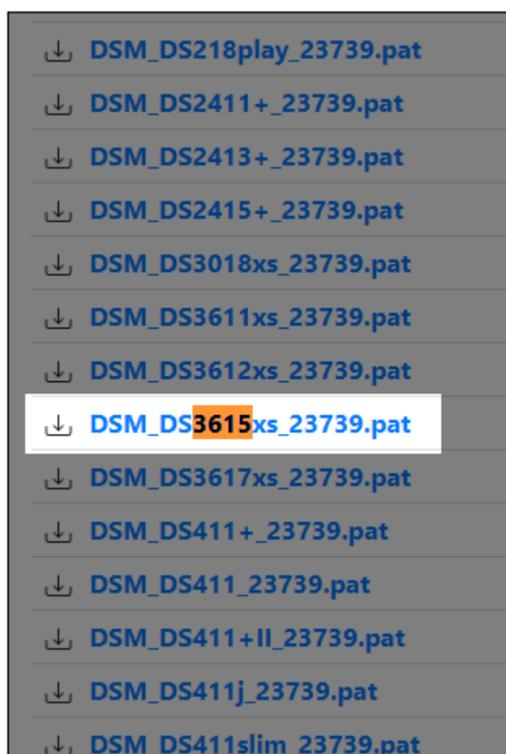 DSM_DS218play_23739.pat
DSM_DS2411+_23739.pat
DSM_DS2413+_23739.pat
DSM_DS2415+_23739.pat
DSM_DS3018xs_23739.pat
DSM_DS3611xs_23739.pat
DSM_DS3612xs_23739.pat
DSM_DS3615xs_23739.pat
DSM_DS3617xs_23739.pat
DSM_DS411+_23739.pat
DSM_DS411_23739.pat
DSM_DS411+II_23739.pat
DSM_DS411j_23739.pat
DSM_DS411slim_23739.pat